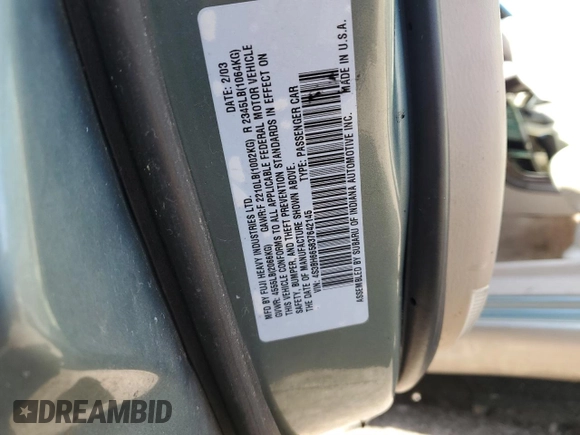 MFD BY FUJI HEAVY INDUSTRIES LTD. DATE: 2/03
GVWR: 4555LB(2066KG) GAWR:F 2210LB(1002KG) R 2345LB(1064KG)
THIS VEHICLE CONFORMS TO ALL APPLICABLE FEDERAL MOTOR VEHICLE
SAFETY, BUMPER, AND THEFT PREVENTION STANDARDS IN EFFECT ON
THE DATE OF MANUFACTURE SHOWN ABOVE.
VIN: 4S3BH665837642145 TYPE: PASSENGER CAR
ASSEMBLED BY SUBARU OF INDIANA AUTOMOTIVE INC. MADE IN U.S.A.
DREAMBID